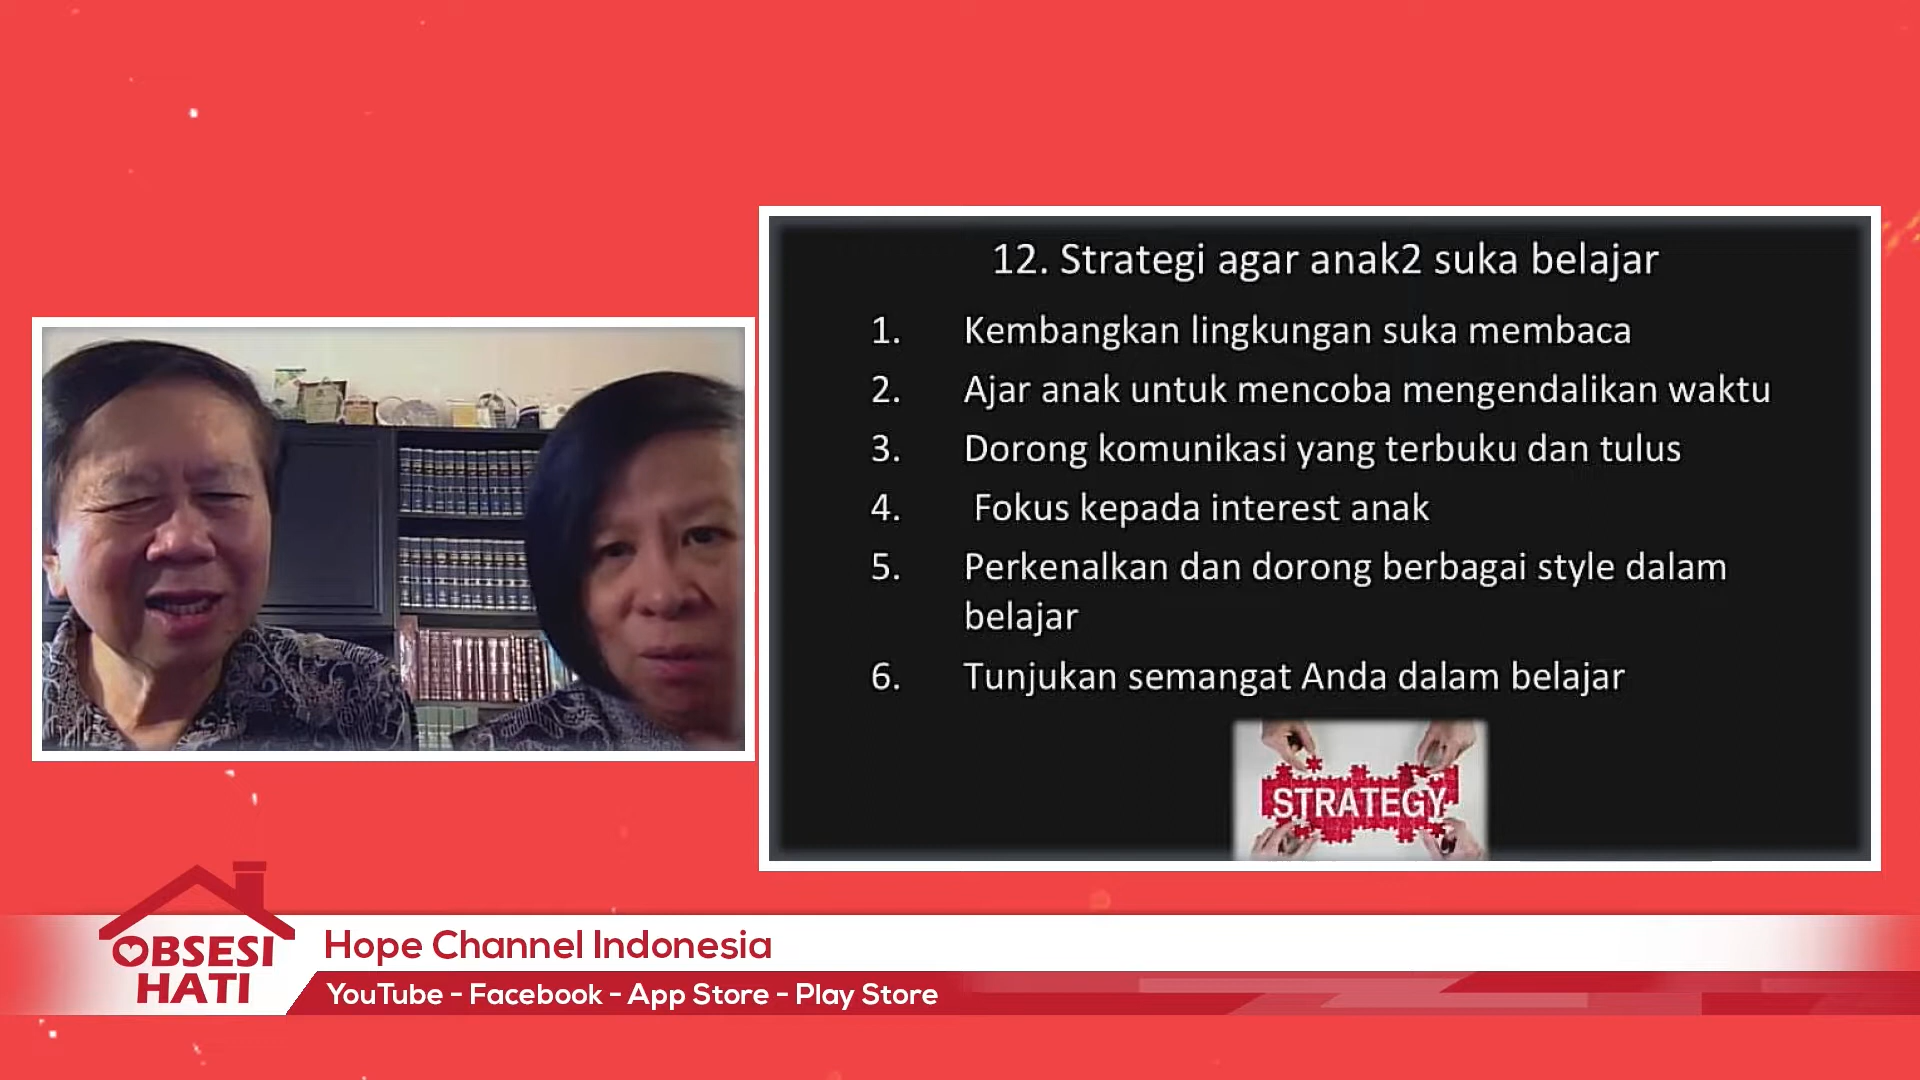 12. Strategi agar anak2 suka belajar
1. Kembangkan lingkungan suka membaca
2. Ajar anak untuk mencoba mengendalikan waktu
3. Dorong komunikasi yang terbuku dan tulus
4. Fokus kepada interest anak
5. Perkenalkan dan dorong berbagai style dalam
belajar
6. Tunjukan semangat Anda dalam belajar
STRATEGY
OBSESI
HATI
Hope Channel Indonesia
YouTube - Facebook - App Store - Play Store